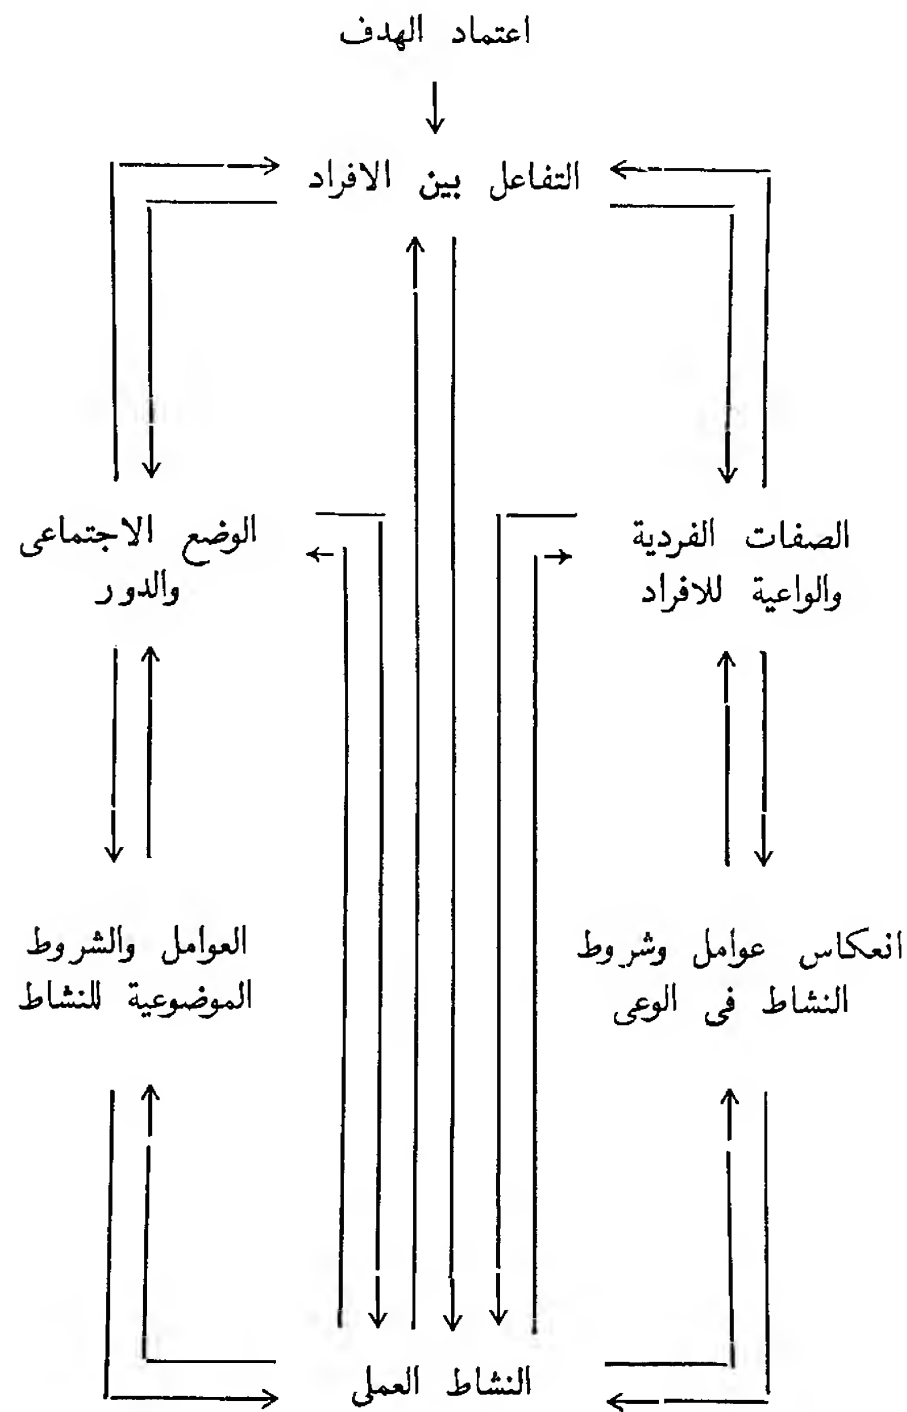 اعتماد الهدف
التفاعل بين الافراد
الصفات الفردية
والواعية للافراد
الوضع الاجتماعى
والدور
انعكاس عوامل وشروط
النشاط فى الوعى
العوامل والشروط
الموضوعية للنشاط
النشاط العملى